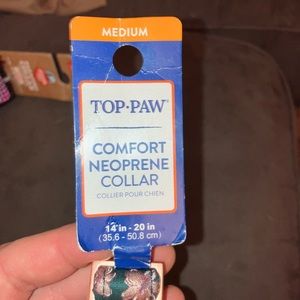 MEDIUM
TOP•PAW
COMFORT
NEOPRENE
COLLAR
COLLIER POUR CHIEN
14 in - 20 in
(35.6 - 50.8 cm)